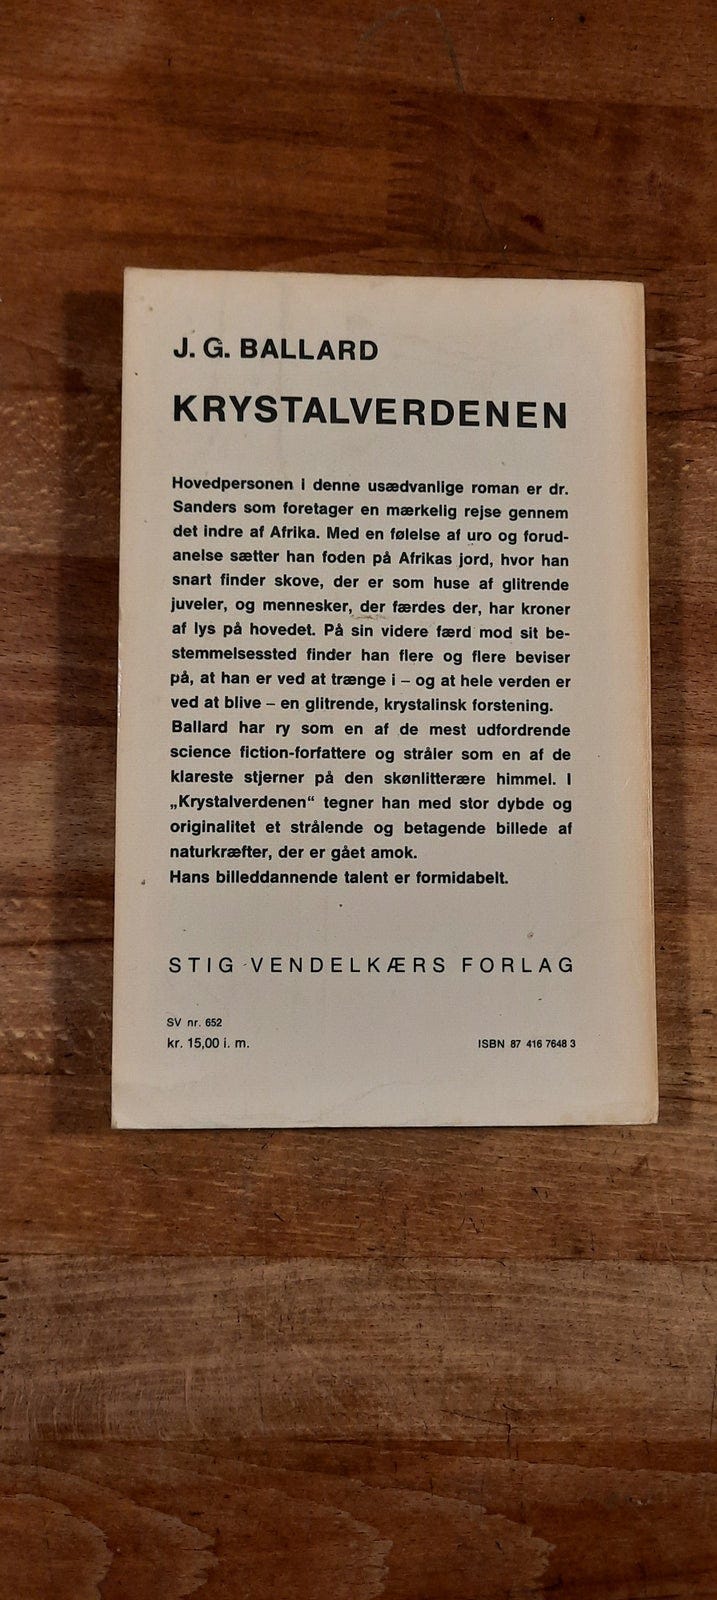 J. G. BALLARD
KRYSTALVERDENEN
Hovedpersonen i denne usædvanlige roman er dr.
Sanders som foretager en mærkelig rejse gennem
det indre af Afrika. Med en følelse af uro og forud-
anelse sætter han foden på Afrikas jord, hvor han
snart finder skove, der er som huse af glitrende
juveler, og mennesker, der færdes der, har kroner
af lys på hovedet. På sin videre færd mod sit be-
stemmelsessted finder han flere og flere beviser
på, at han er ved at trænge i – og at hele verden er
ved at blive – en glitrende, krystalinsk forstening.
Ballard har ry som en af de mest udfordrende
science fiction-forfattere og stråler som en af de
klareste stjerner på den skønlitterære himmel. I
„Krystalverdenen“ tegner han med stor dybde og
originalitet et strålende og betagende billede af
naturkræfter, der er gået amok.
Hans billeddannende talent er formidabelt.
STIG VENDELKÆRS FORLAG
SV nr. 652
kr. 15,00 i. m.
ISBN 87 416 7648 3